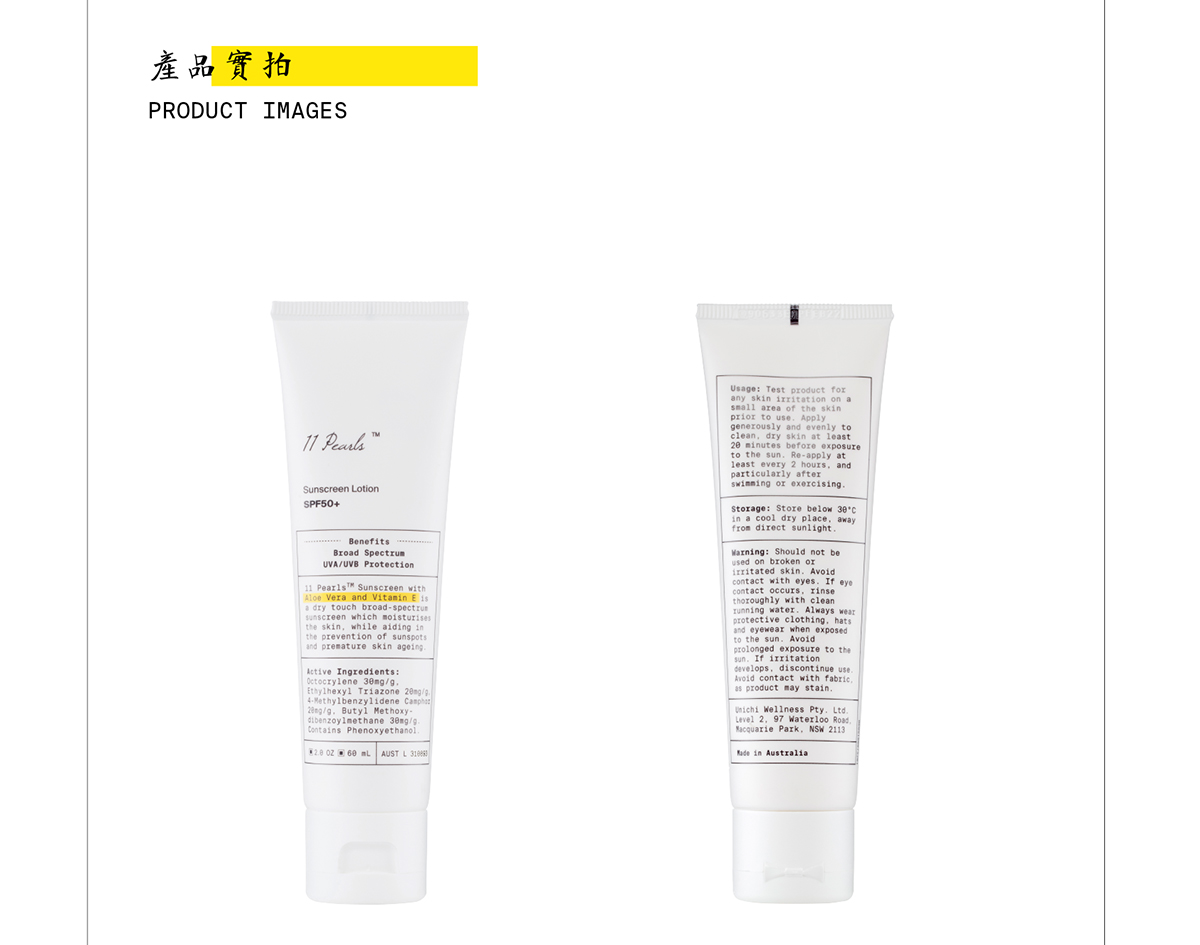 產品實拍
PRODUCT IMAGES
11 Pearls™
Sunscreen Lotion
SPF50+
Benefits
Broad Spectrum
UVA/UVB Protection
11 Pearls™ Sunscreen with
Aloe Vera and Vitamin E is
a dry touch broad-spectrum
sunscreen which moisturises
the skin, while aiding in
the prevention of sunspots
and premature skin ageing.
Active Ingredients:
Octocrylene 30mg/g,
Ethylhexyl Triazone 20mg/g,
4-Methylbenzylidene Camphor
20mg/g, Butyl Methoxy-
dibenzoylmethane 30mg/g.
Contains Phenoxyethanol.
2.0 OZ 60 mL AUST L
Usage: Test product for
any skin irritation on a
small area of the skin
prior to use. Apply
generously and evenly to
clean, dry skin at least
20 minutes before exposure
to the sun. Re-apply at
least every 2 hours, and
particularly after
swimming or exercising.
Storage: Store below 30°C
in a cool dry place, away
from direct sunlight.
Warning: Should not be
used on broken or
irritated skin. Avoid
contact with eyes. If eye
contact occurs, rinse
thoroughly with clean
running water. Always wear
protective clothing, hats
and eyewear when exposed
to the sun. Avoid
prolonged exposure to the
sun. If irritation
develops, discontinue use.
Avoid contact with fabric,
as product may stain.
Unichi Wellness Pty. Ltd.
Level 2, 97 Waterloo Road,
Macquarie Park, NSW 2113
Made in Australia